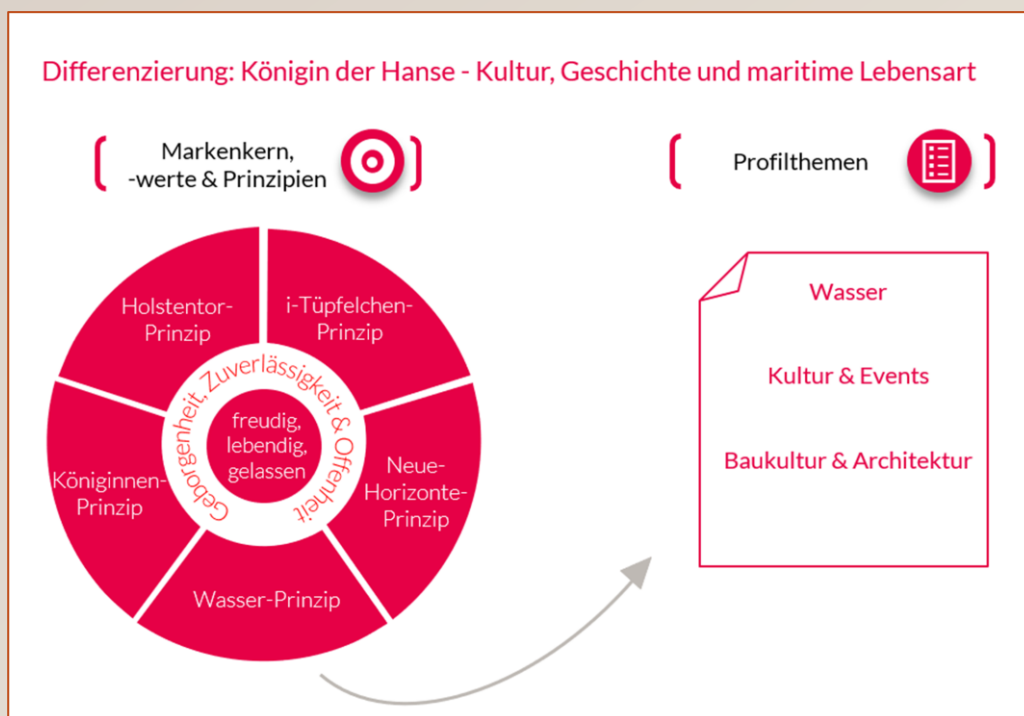 Differenzierung: Königin der Hanse - Kultur, Geschichte und maritime Lebensart
Markenkern,
-werte & Prinzipien
Holstentor-
Prinzip
i-Tüpfelchen-
Prinzip
Geborgenheit, Zuverlässigkeit & Offenheit
freudig,
lebendig,
gelassen
Königinnen-
Prinzip
Neue-
Horizonte-
Prinzip
Wasser-Prinzip
Profilthemen
Wasser
Kultur & Events
Baukultur & Architektur